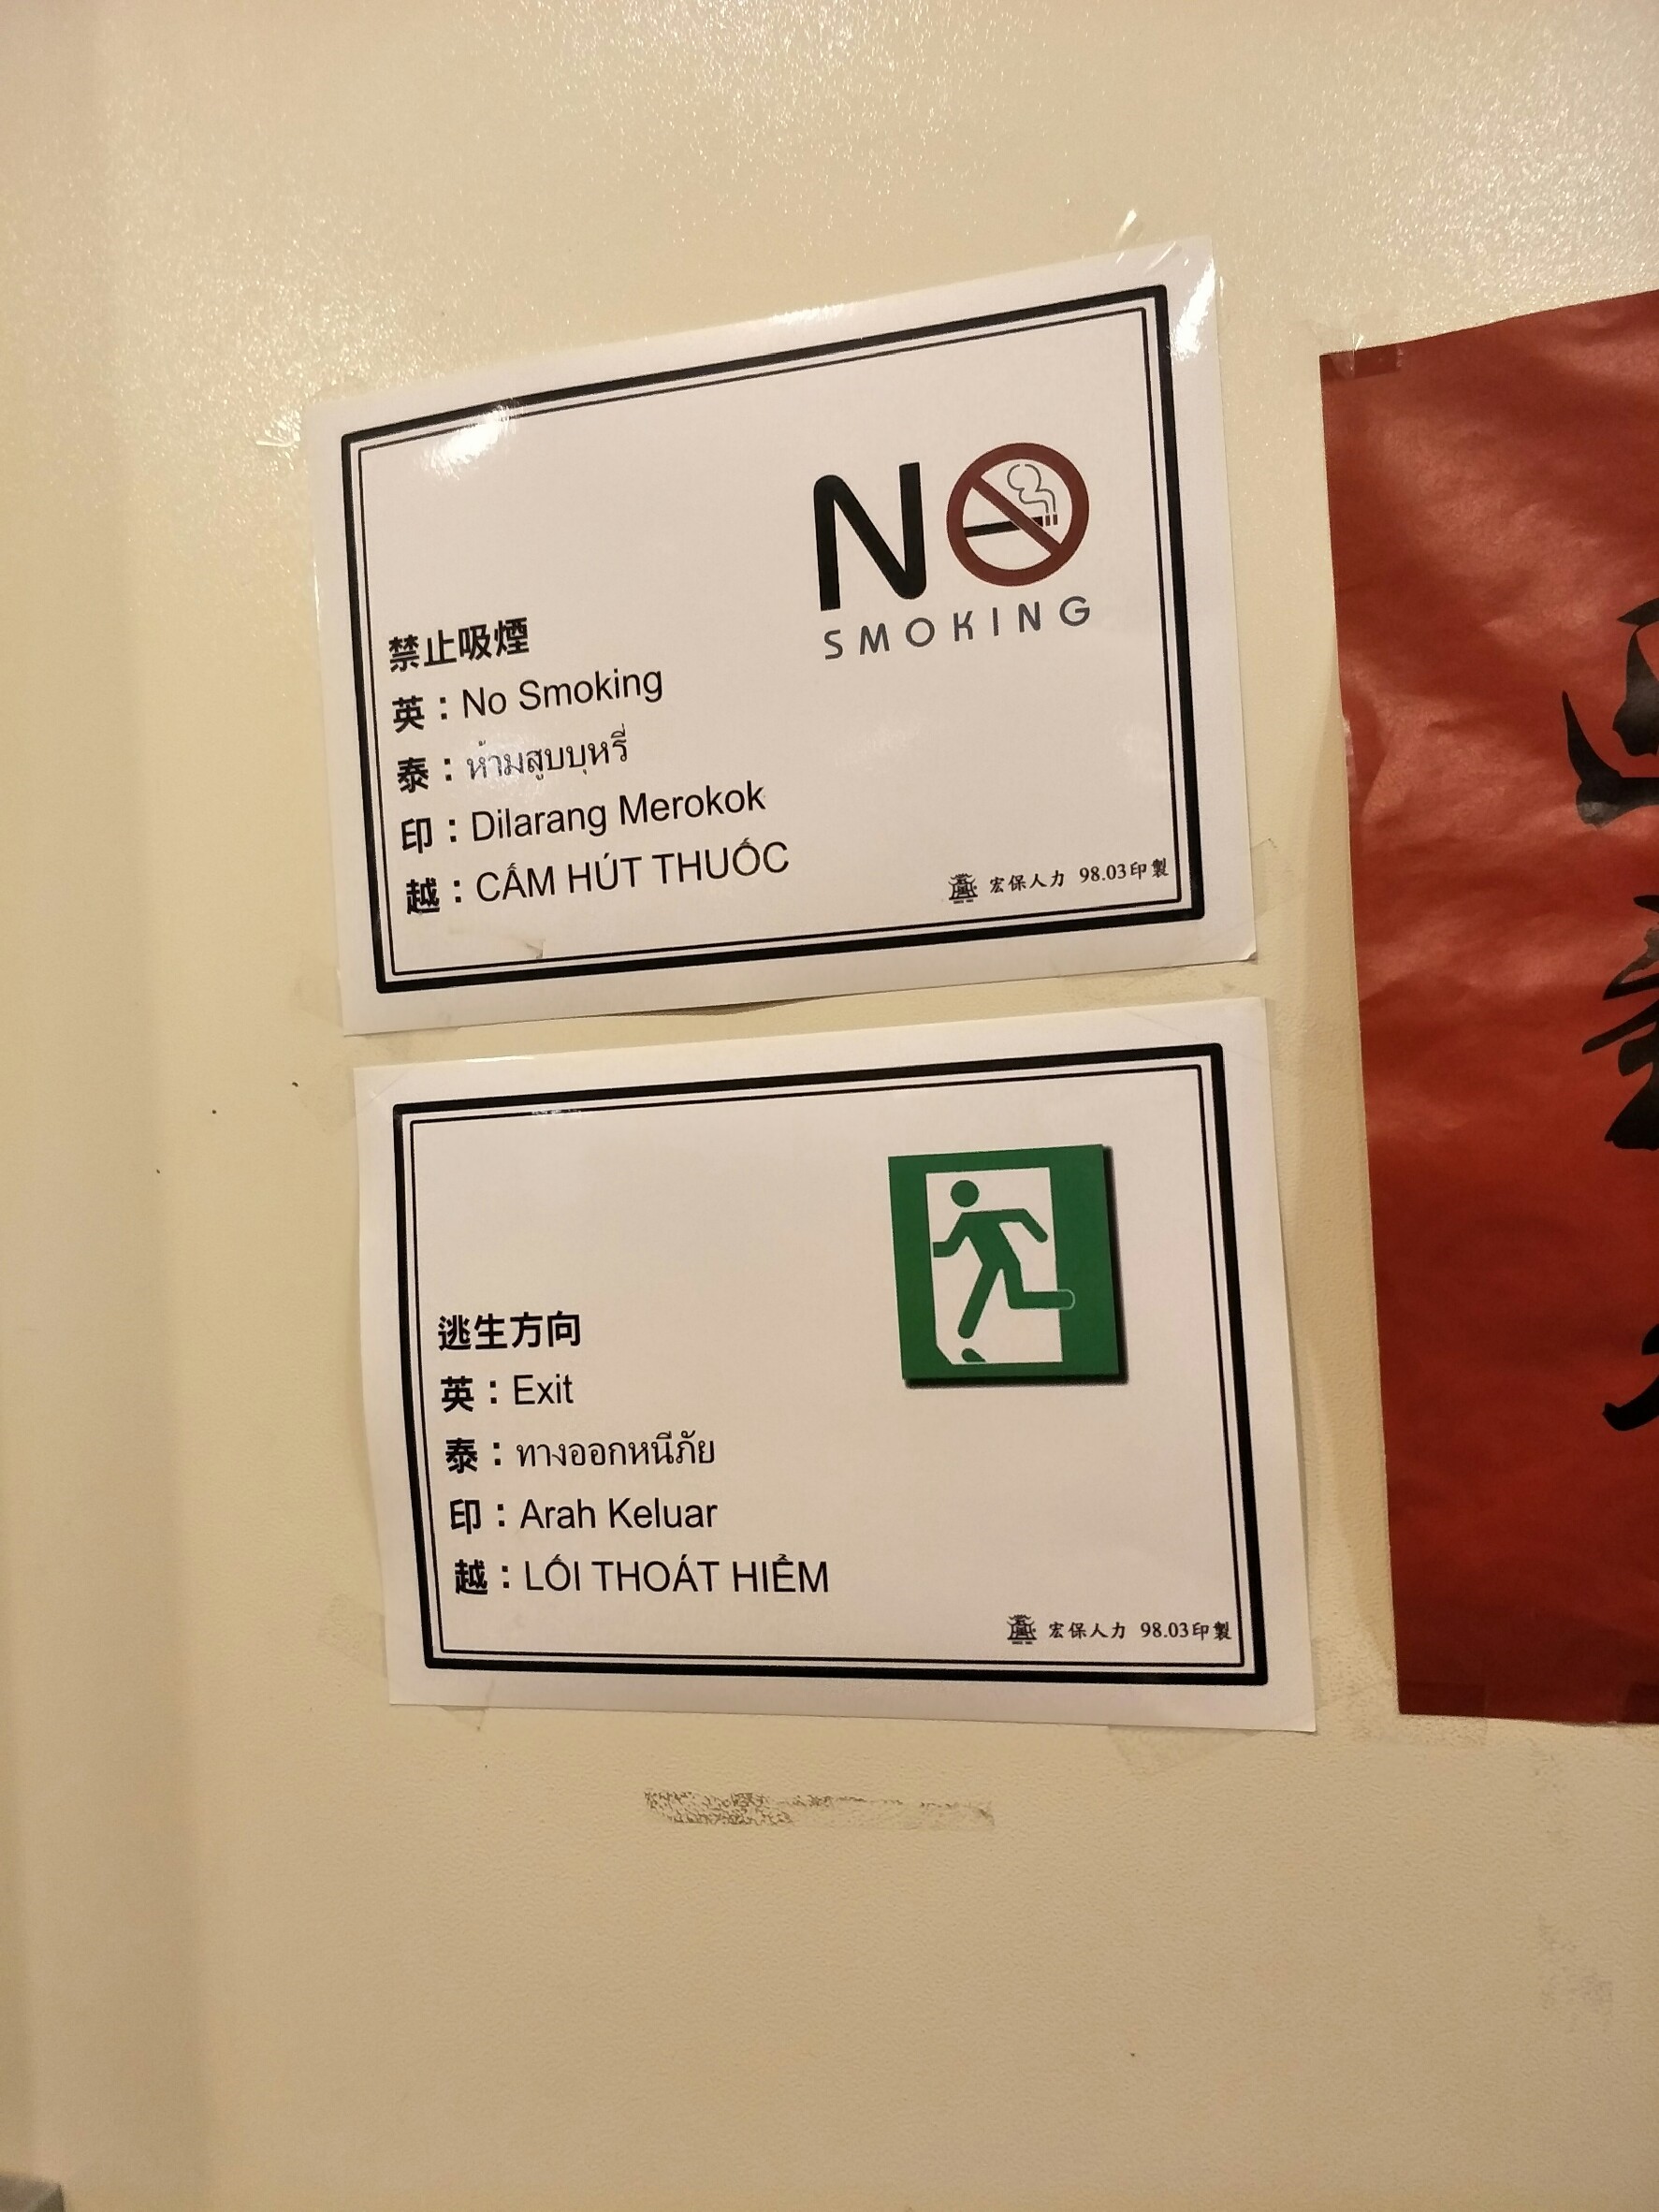 NO
SMOKING
禁止吸煙
英：No Smoking
泰：ห้ามสูบบุหรี่
印：Dilarang Merokok
越：CẤM HÚT THUỐC
宏保人力 98.03印製
逃生方向
英：Exit
泰：ทางออกหนีภัย
印：Arah Keluar
越：LỐI THOÁT HIỂM
宏保人力 98.03印製